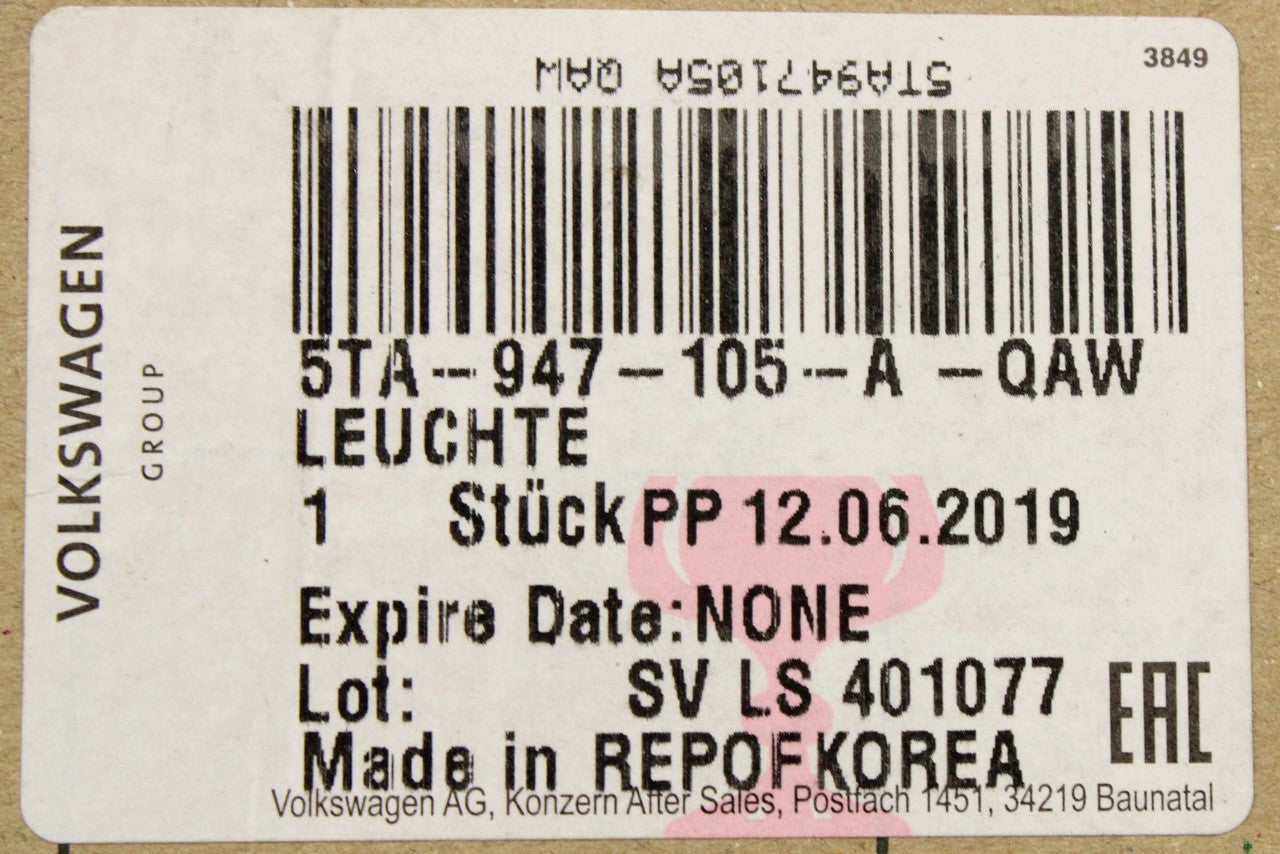 3849
5TA947105A QAW
VOLKSWAGEN
GROUP
5TA-947-105-A-QAW
LEUCHTE
1 Stück PP 12.06.2019
Expire Date:NONE
Lot: SV LS 401077
EAC
Made in REPOFKOREA
Volkswagen AG, Konzern After Sales, Postfach 1451, 34219 Baunatal